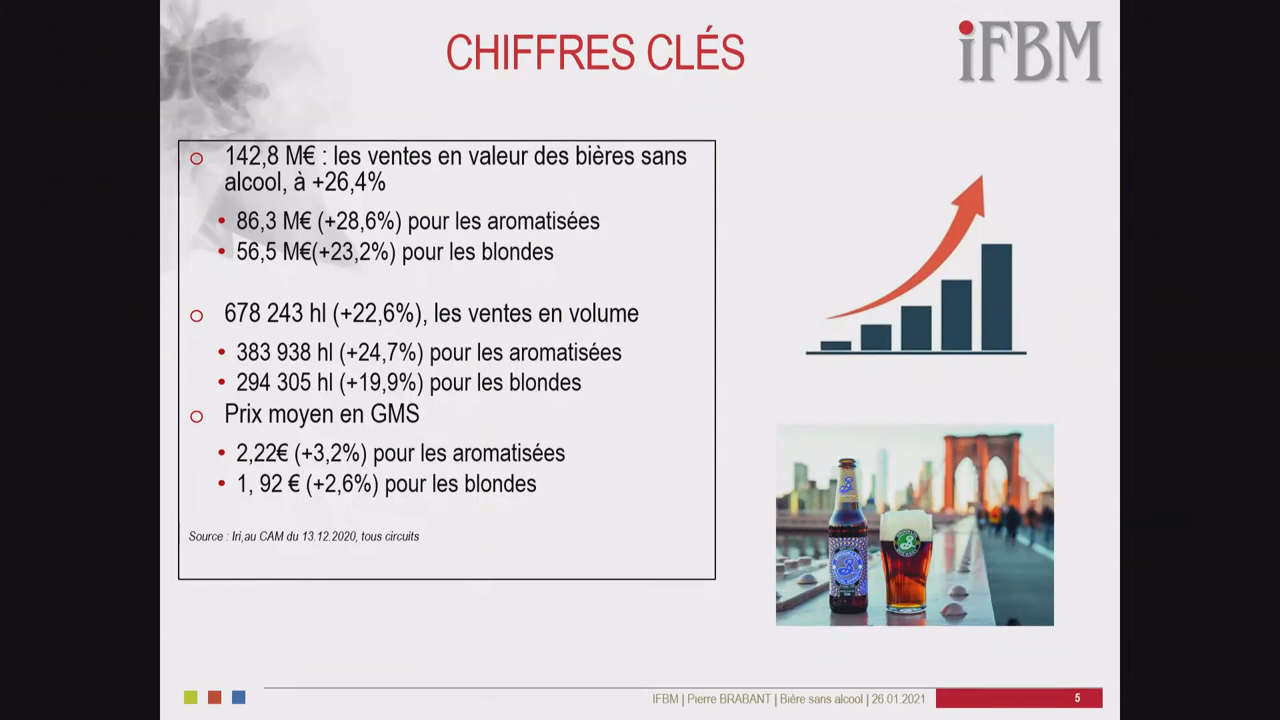 CHIFFRES CLÉS
iFBM
142,8 M€ : les ventes en valeur des bières sans
alcool, à +26,4%
86,3 M€ (+28,6%) pour les aromatisées
56,5 M€(+23,2%) pour les blondes
678 243 hl (+22,6%), les ventes en volume
383 938 hl (+24,7%) pour les aromatisées
294 305 hl (+19,9%) pour les blondes
Prix moyen en GMS
2,22€ (+3,2%) pour les aromatisées
1, 92 € (+2,6%) pour les blondes
Source : Iri,au CAM du 13.12.2020, tous circuits
IFBM | Pierre BRABANT | Bière sans alcool | 26.01.2021
5